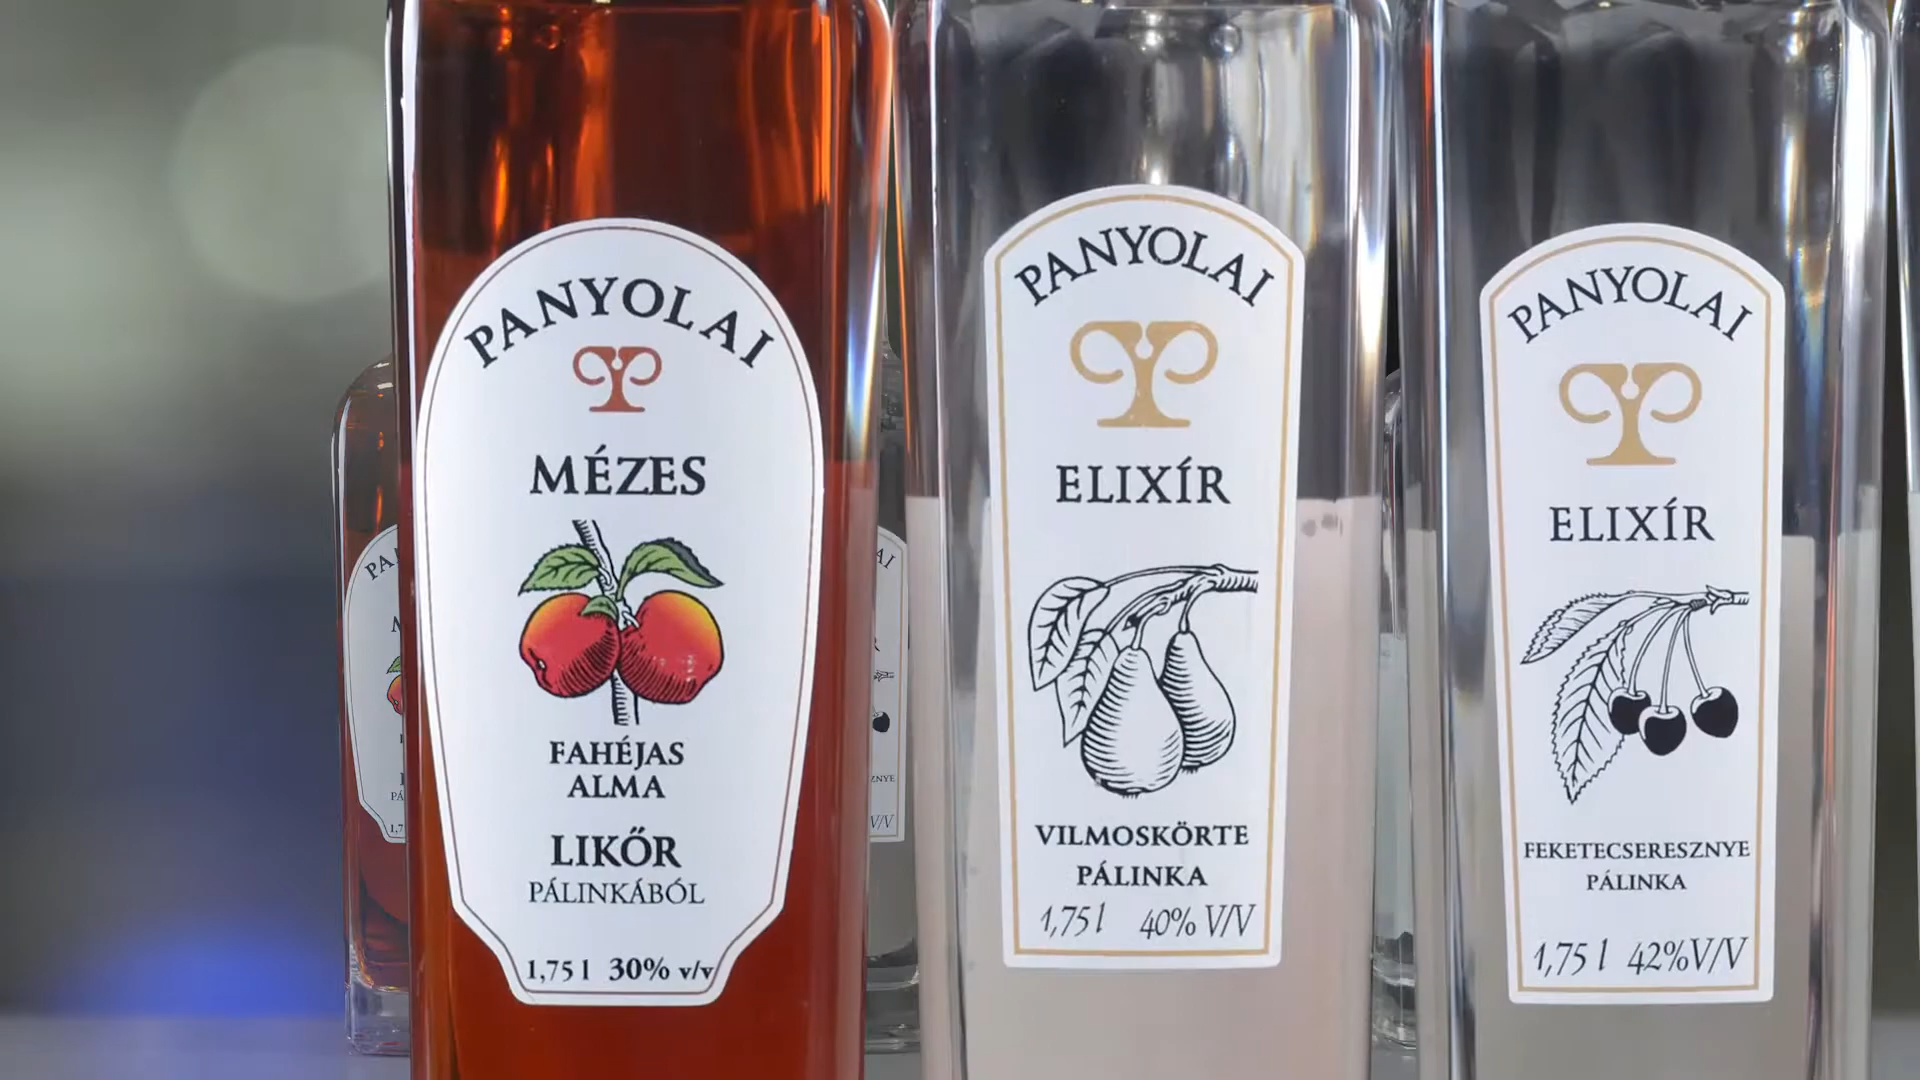 PANYOLAI
MÉZES
FAHÉJAS
ALMA
LIKŐR
PÁLINKÁBÓL
1,75 l 30% v/v
PANYOLAI
ELIXÍR
VILMOSKÖRTE
PÁLINKA
1,75 l 40% V/V
PANYOLAI
ELIXÍR
FEKETECSERESZNYE
PÁLINKA
1,75 l 42% V/V